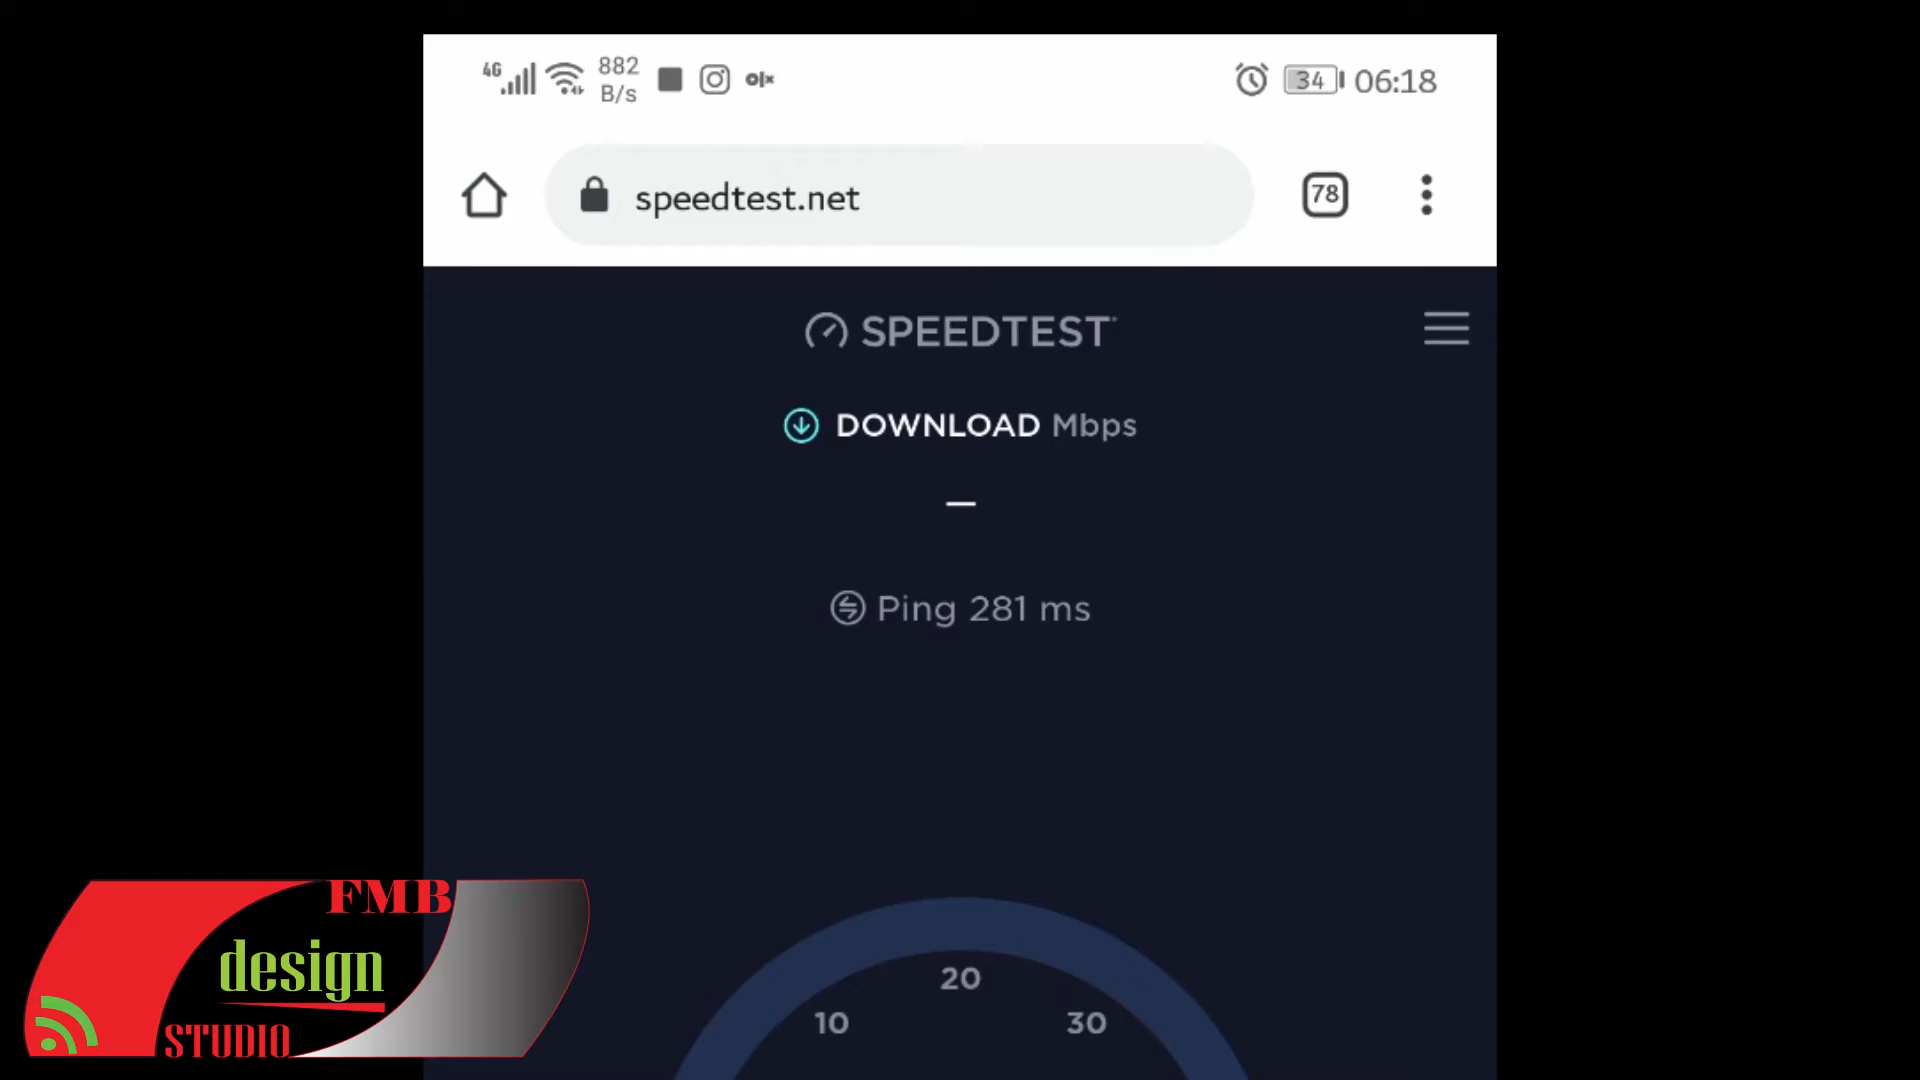 4G 882 B/s olx 34 06:18
speedtest.net 78
SPEEDTEST
DOWNLOAD Mbps
—
Ping 281 ms
20
10 30
FMB
design
STUDIO